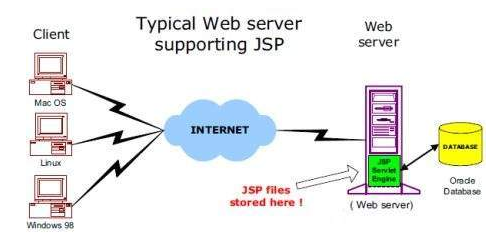 Typical Web server
supporting JSP
Client
Web
server
Mac OS
Linux
Windows 98
INTERNET
JSP
Servlet
Engine
DATABASE
Oracle
Database
JSP files
stored here !
( Web server)